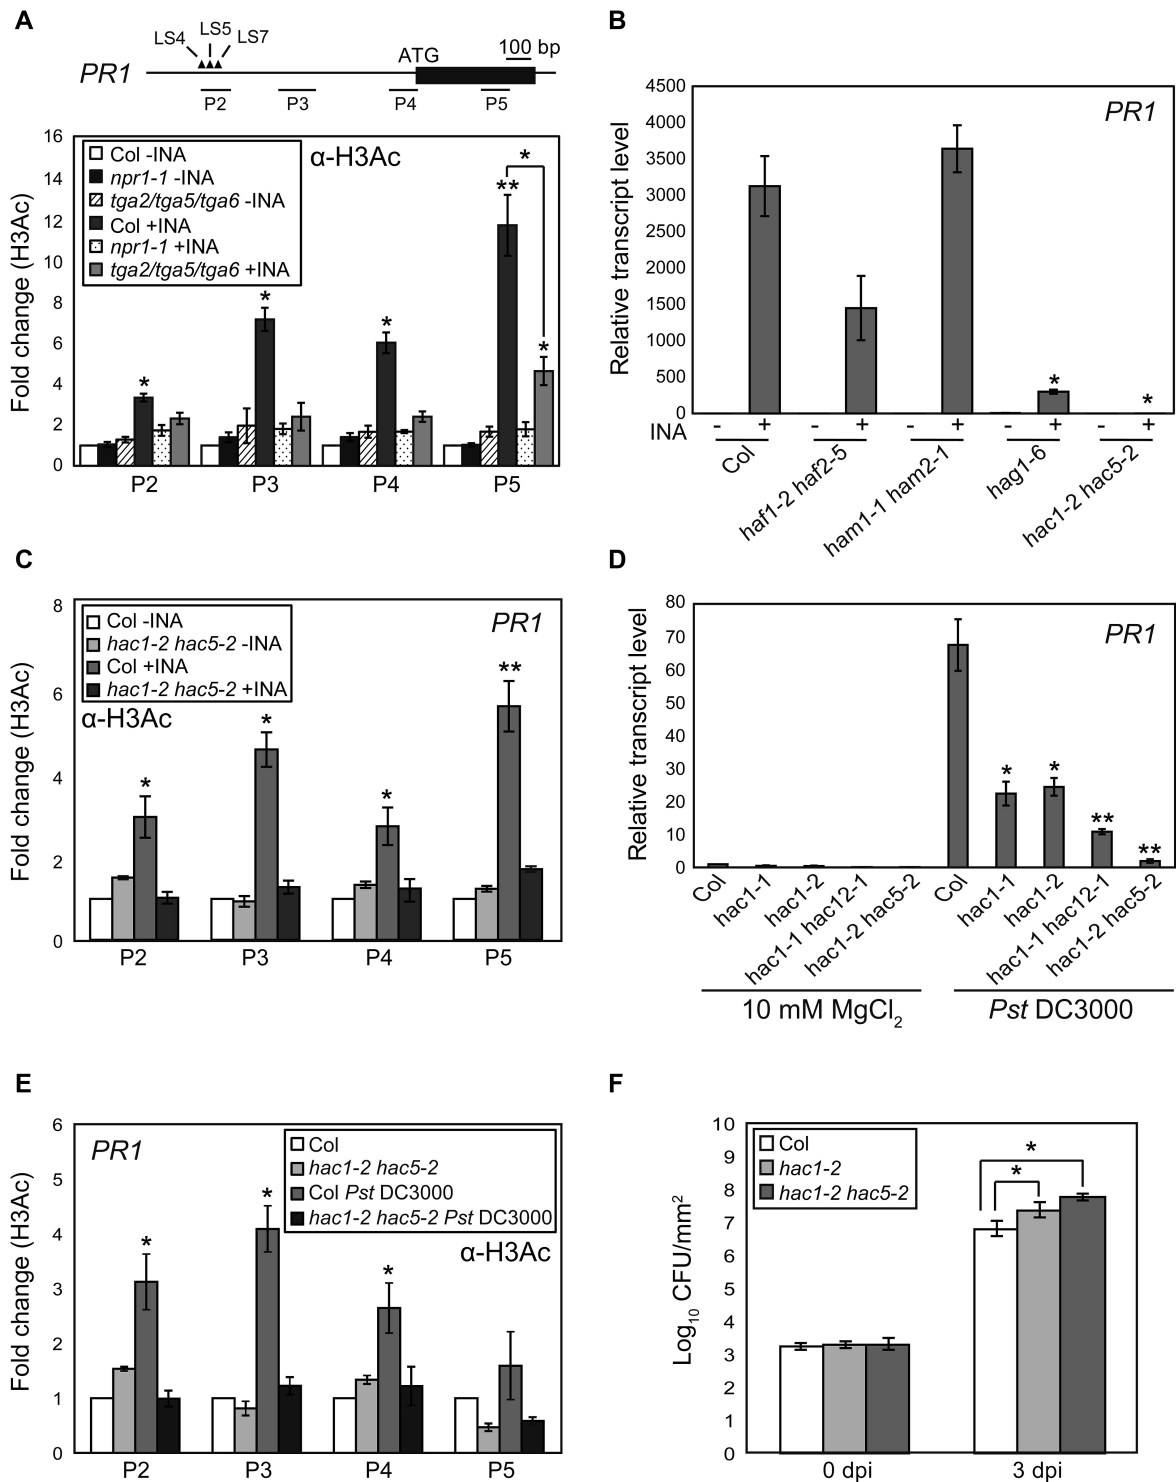 A
LS4 LS5 LS7
PR1
ATG
100 bp
P2 P3 P4 P5
α-H3Ac
Fold change (H3Ac)
16
14
12
10
8
6
4
2
0
Col -INA
npr1-1 -INA
tga2/tga5/tga6 -INA
Col +INA
npr1-1 +INA
tga2/tga5/tga6 +INA
* * * ** * *
P2 P3 P4 P5
B
PR1
Relative transcript level
4500
4000
3500
3000
2500
2000
1500
1000
500
0
* *
INA - + - + - + - + - +
Col
haf1-2 haf2-5
ham1-1 ham2-1
hag1-6
hac1-2 hac5-2
C
PR1
Fold change (H3Ac)
8
6
4
2
0
Col -INA
hac1-2 hac5-2 -INA
Col +INA
hac1-2 hac5-2 +INA
α-H3Ac
* * * **
P2 P3 P4 P5
D
PR1
Relative transcript level
80
70
60
50
40
30
20
10
0
* * ** **
Col
hac1-1
hac1-2
hac1-1 hac12-1
hac1-2 hac5-2
Col
hac1-1
hac1-2
hac1-1 hac12-1
hac1-2 hac5-2
10 mM MgCl2
Pst DC3000
E
PR1
Fold change (H3Ac)
6
5
4
3
2
1
0
Col
hac1-2 hac5-2
Col Pst DC3000
hac1-2 hac5-2 Pst DC3000
α-H3Ac
* * *
P2 P3 P4 P5
F
Log10 CFU/mm2
10
9
8
7
6
5
4
3
2
1
0
Col
hac1-2
hac1-2 hac5-2
*
*
0 dpi 3 dpi